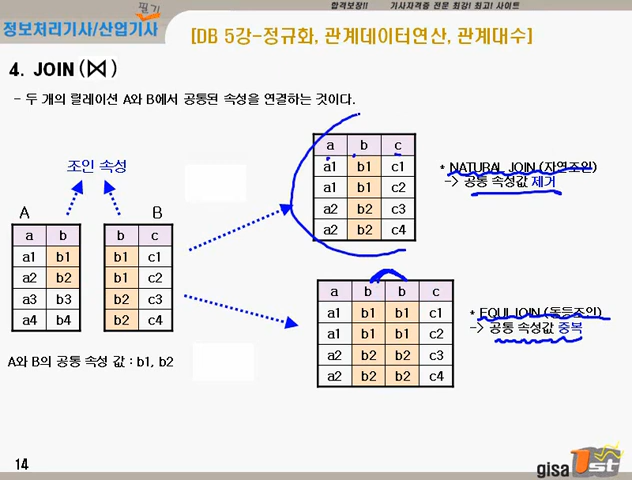 합격보장!! 기사자격증 전문 최강! 최고! 사이트
필기
정보처리기사/산업기사
[DB 5강-정규화, 관계데이터연산, 관계대수]
4. JOIN(⋈)
- 두 개의 릴레이션 A와 B에서 공통된 속성을 연결하는 것이다.
조인 속성
A B
a b
a1 b1
a2 b2
a3 b3
a4 b4
b c
b1 c1
b1 c2
b2 c3
b2 c4
A와 B의 공통 속성 값 : b1, b2
a b c
a1 b1 c1
a1 b1 c2
a2 b2 c3
a2 b2 c4
* NATURAL JOIN (자연조인)
-> 공통 속성값 제거
a b b c
a1 b1 b1 c1
a1 b1 b1 c2
a2 b2 b2 c3
a2 b2 b2 c4
* EQUI JOIN (동등조인)
-> 공통 속성값 중복
14
gisa 1st